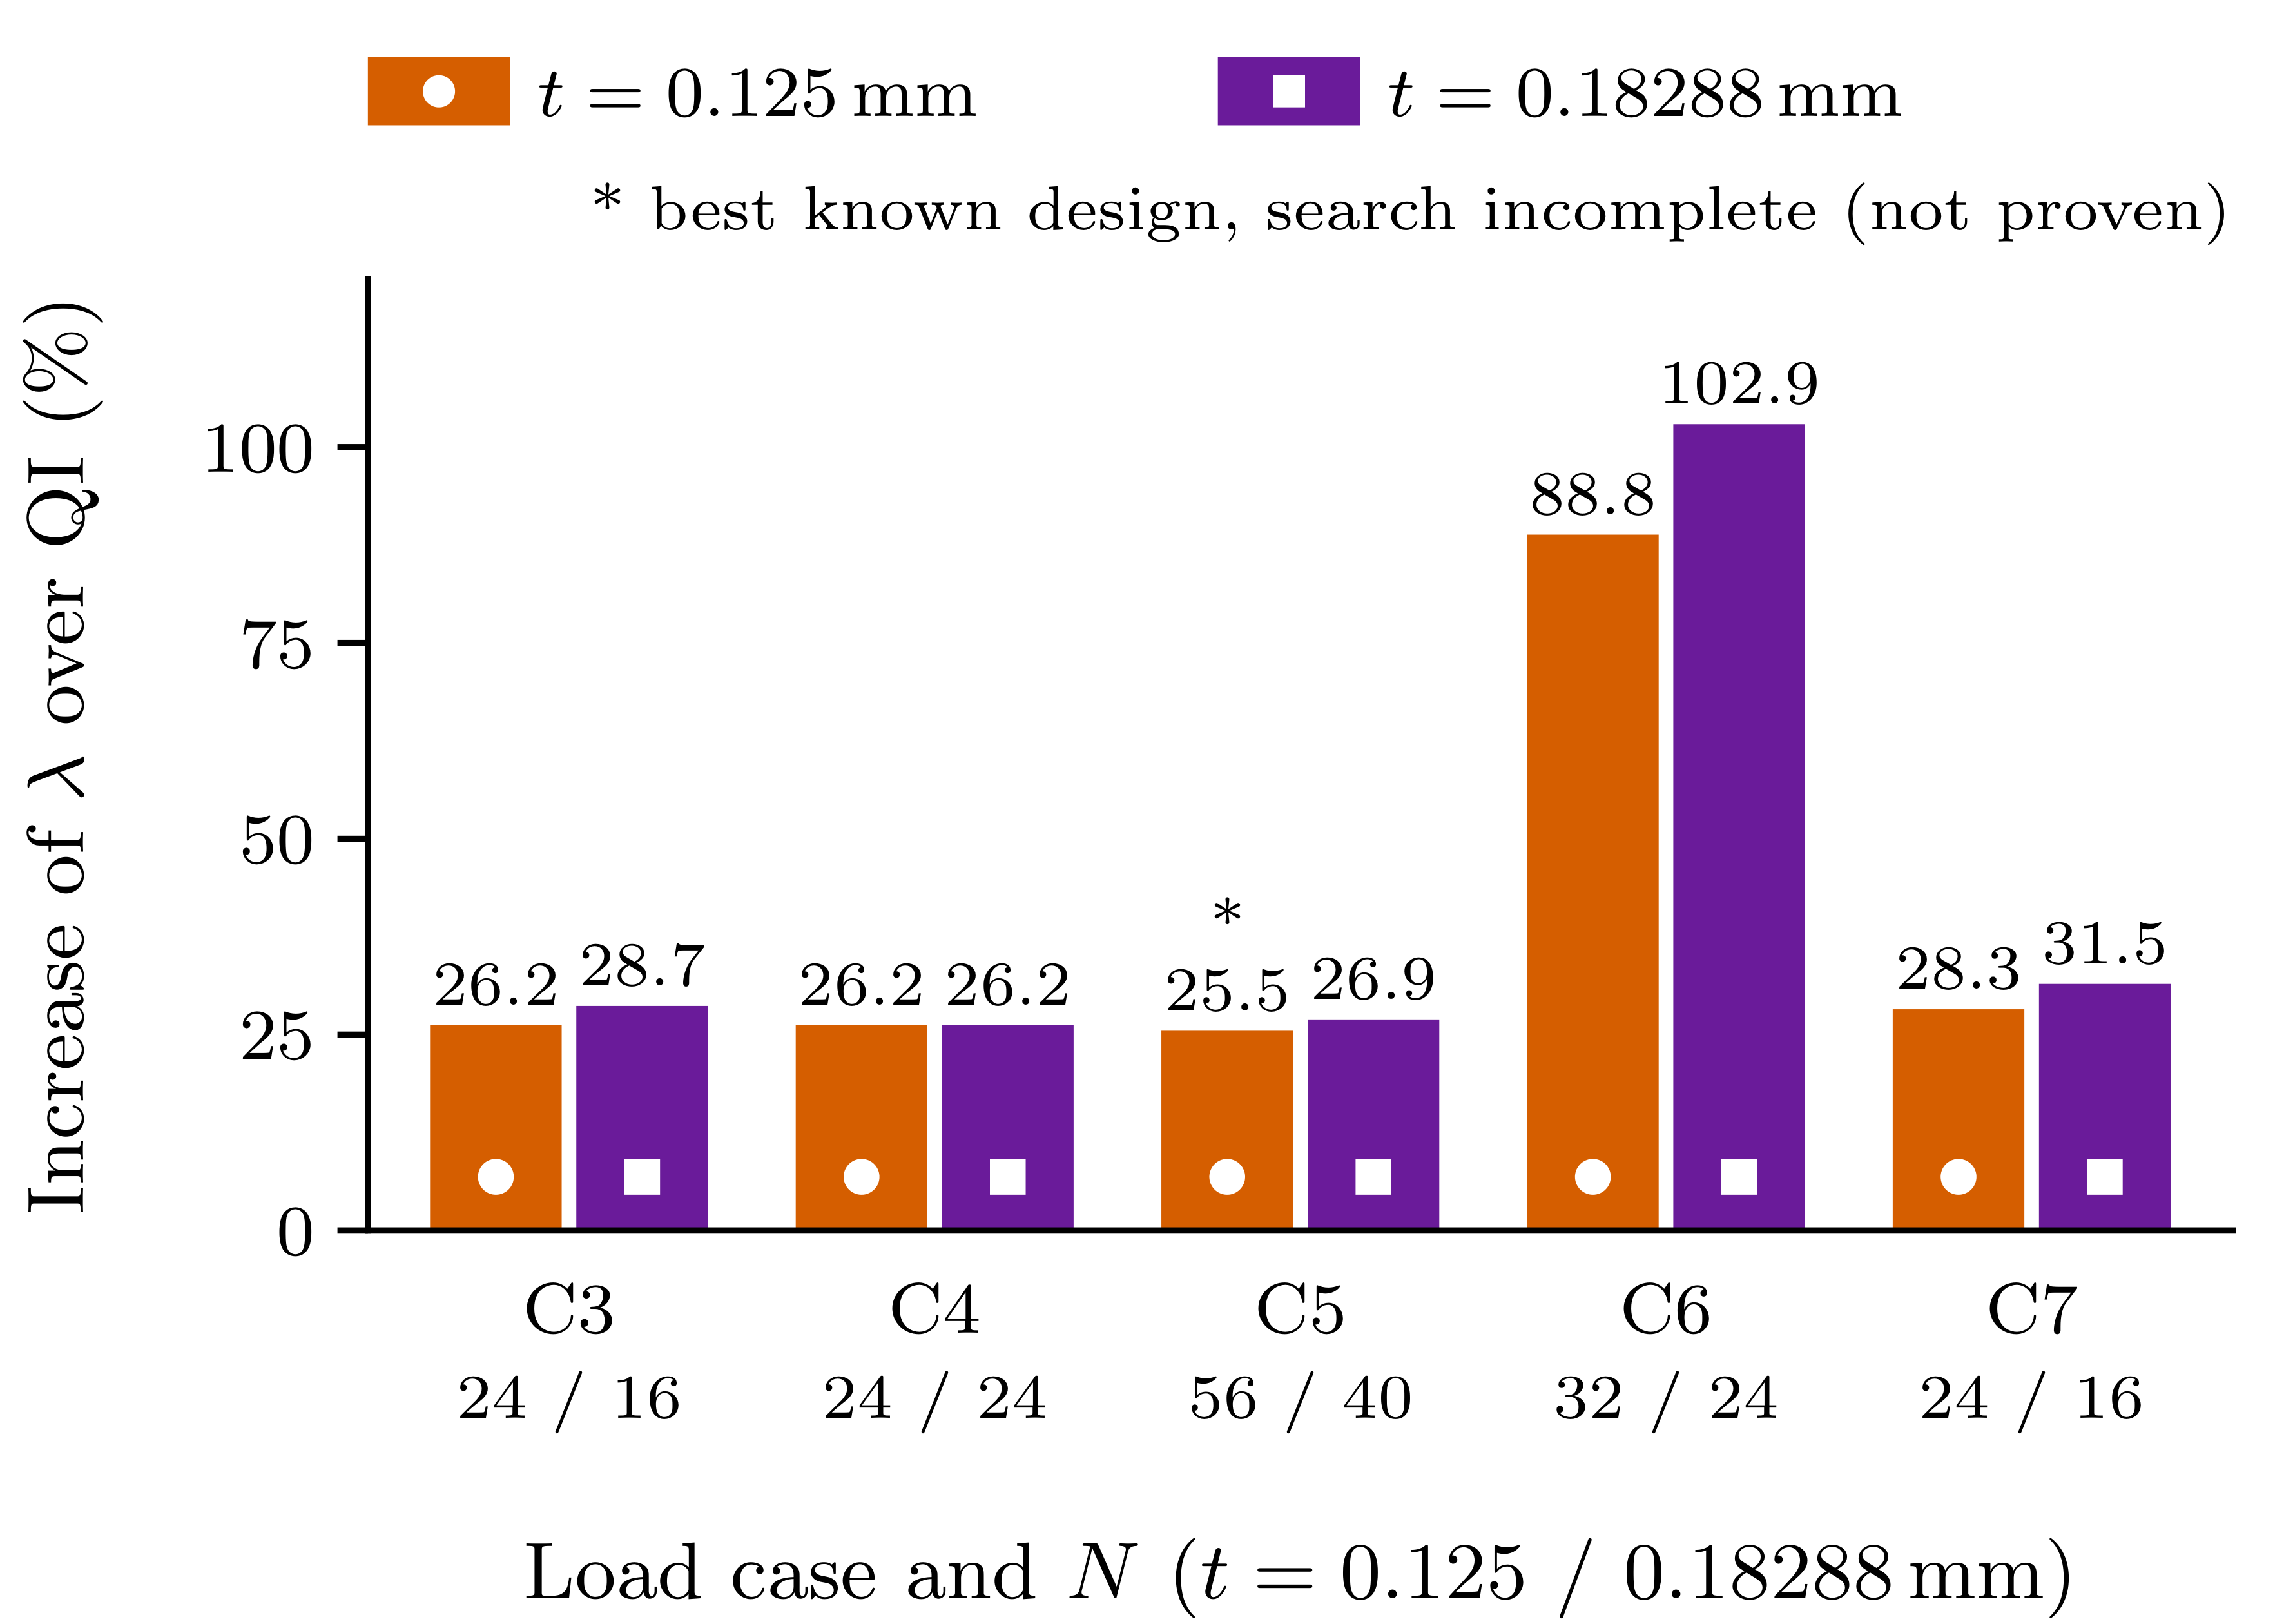 t = 0.125 mm
t = 0.18288 mm
* best known design, search incomplete (not proven)
Increase of λ over QI (%)
100
75
50
25
0
26.2
28.7
26.2
26.2
*
25.5
26.9
88.8
102.9
28.3
31.5
C3
C4
C5
C6
C7
24 / 16
24 / 24
56 / 40
32 / 24
24 / 16
Load case and N (t = 0.125 / 0.18288 mm)